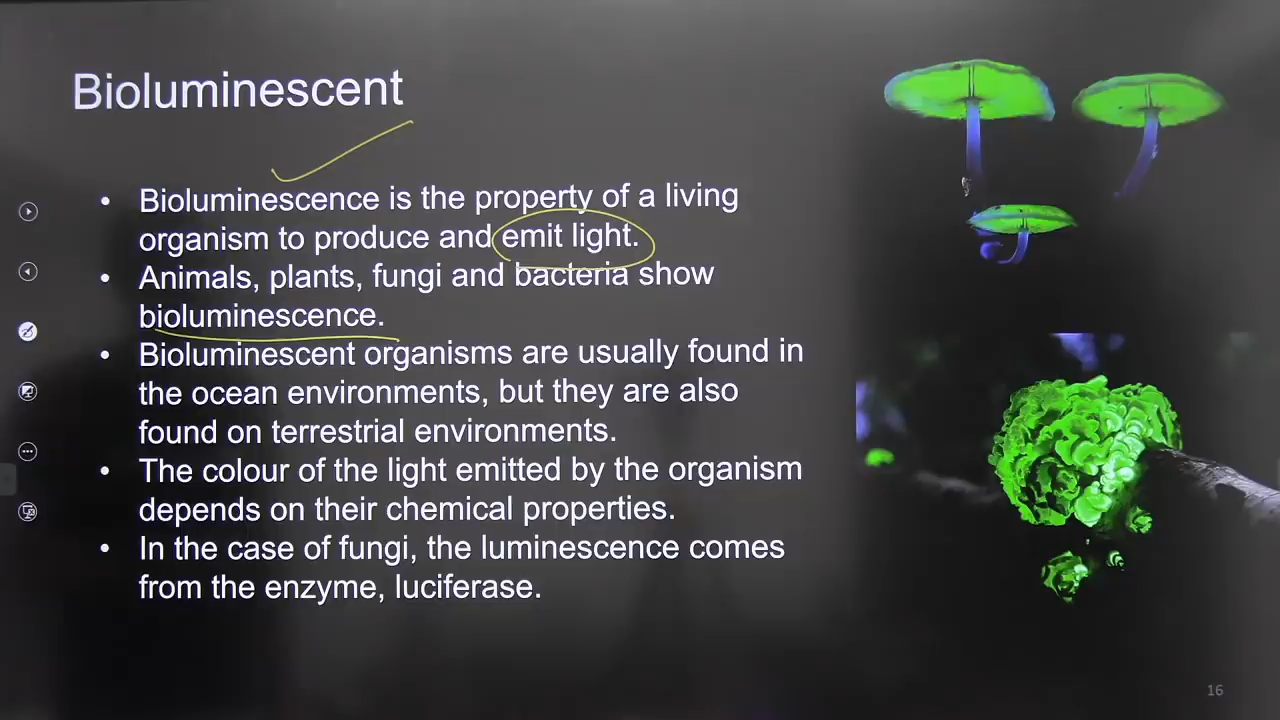 Bioluminescent
• Bioluminescence is the property of a living
organism to produce and emit light.
• Animals, plants, fungi and bacteria show
bioluminescence.
• Bioluminescent organisms are usually found in
the ocean environments, but they are also
found on terrestrial environments.
• The colour of the light emitted by the organism
depends on their chemical properties.
• In the case of fungi, the luminescence comes
from the enzyme, luciferase.
16